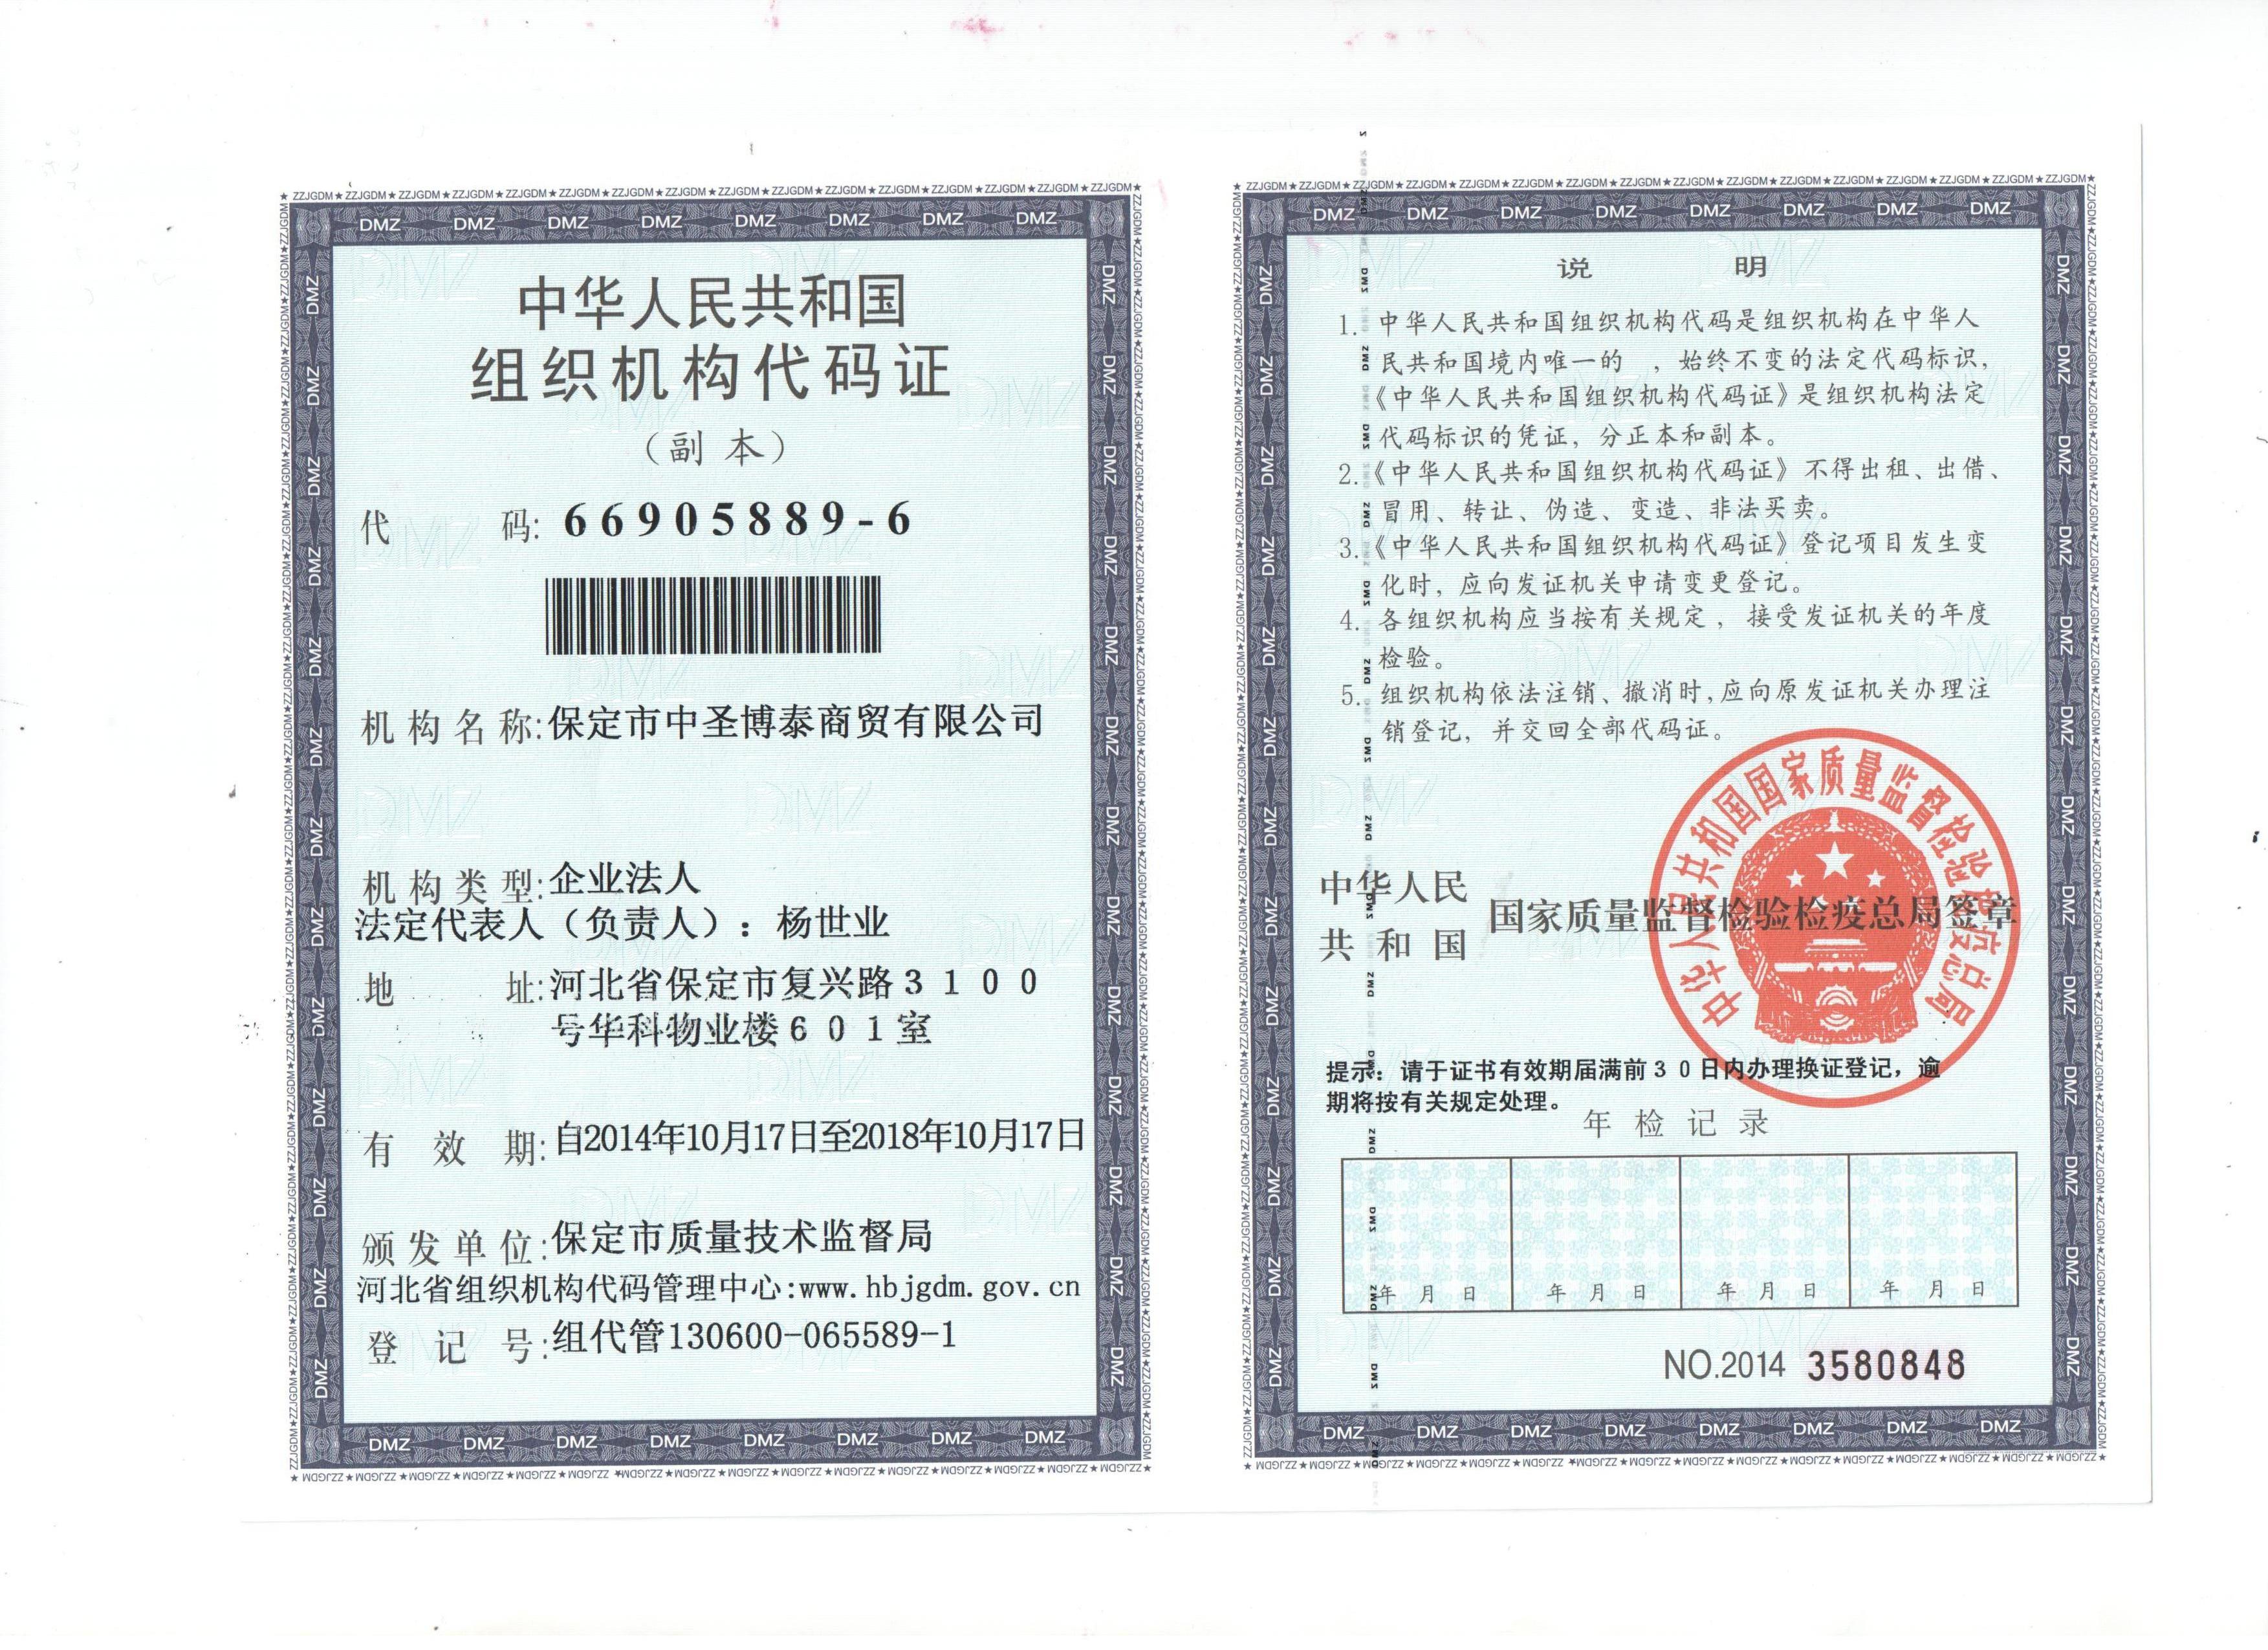 中华人民共和国
组织机构代码证
（副 本）
代 码: 66905889-6
机构名称:保定市中圣博泰商贸有限公司
机构类型:企业法人
法定代表人（负责人）：杨世业
地 址:河北省保定市复兴路3100
号华科物业楼601室
有 效 期:自2014年10月17日至2018年10月17日
颁发单位:保定市质量技术监督局
河北省组织机构代码管理中心:www.hbjgdm.gov.cn
登 记 号:组代管130600-065589-1
说 明
1. 中华人民共和国组织机构代码是组织机构在中华人
民共和国境内唯一的 ，始终不变的法定代码标识，
《中华人民共和国组织机构代码证》是组织机构法定
代码标识的凭证，分正本和副本。
2.《中华人民共和国组织机构代码证》不得出租、出借、
冒用、转让、伪造、变造、非法买卖。
3.《中华人民共和国组织机构代码证》登记项目发生变
化时，应向发证机关申请变更登记。
4. 各组织机构应当按有关规定，接受发证机关的年度
检验。
5. 组织机构依法注销、撤消时,应向原发证机关办理注
销登记，并交回全部代码证。
中华人民
共和国
国家质量监督检验检疫总局签章
中华人民共和国国家质量监督检验检疫总局
提示：请于证书有效期届满前30日内办理换证登记，逾
期将按有关规定处理。
年检记录
年 月 日 年 月 日 年 月 日 年 月 日
NO.2014 3580848